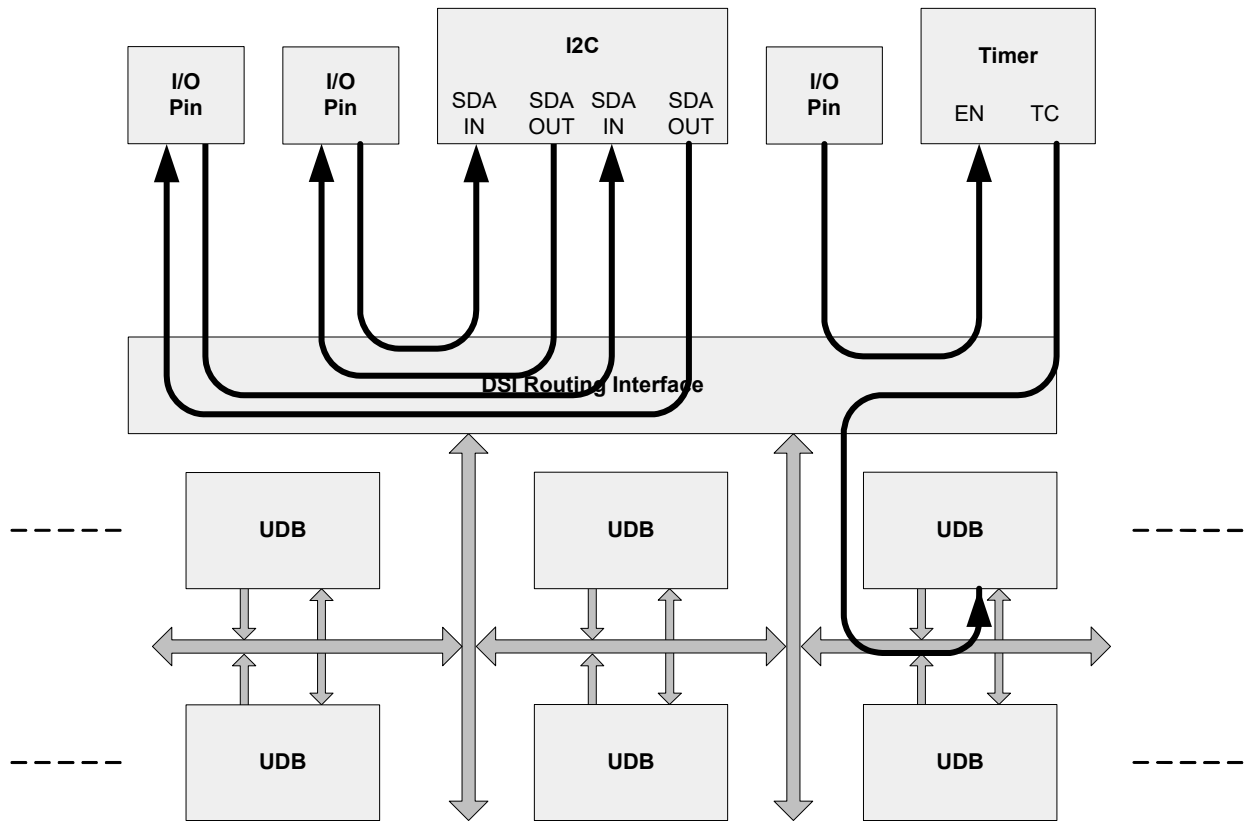 I2C
I/O
Pin
I/O
Pin
I/O
Pin
Timer
SDA
IN
SDA
OUT
SDA
IN
SDA
OUT
EN
TC
DSI Routing Interface
UDB
UDB
UDB
UDB
UDB
UDB